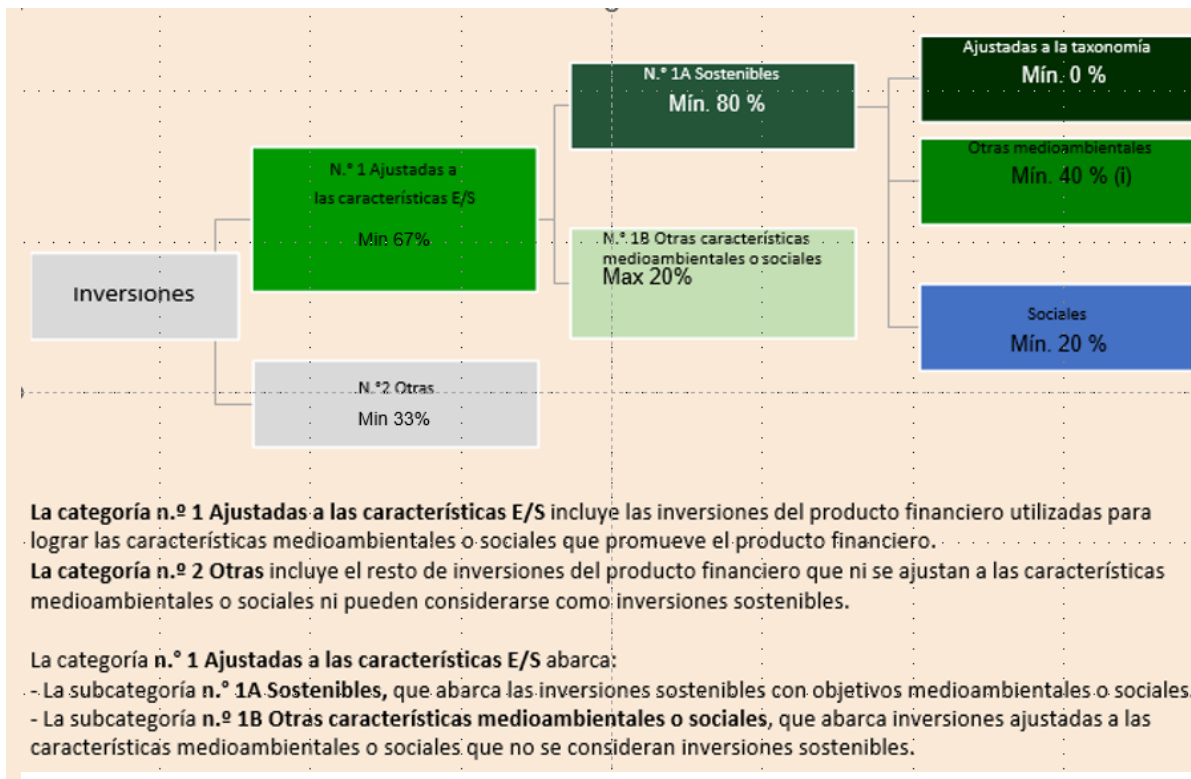 Ajustadas a la taxonomía
Mín. 0 %
N.° 1A Sostenibles
Mín. 80 %
Otras medioambientales
Mín. 40 % (i)
N.° 1 Ajustadas a
las características E/S
Min 67%
N.° 1B Otras características
medioambientales o sociales
Max 20%
Inversiones
Sociales
Mín. 20 %
N.°2 Otras
Min 33%
La categoría n.º 1 Ajustadas a las características E/S incluye las inversiones del producto financiero utilizadas para
lograr las características medioambientales o sociales que promueve el producto financiero.
La categoría n.º 2 Otras incluye el resto de inversiones del producto financiero que ni se ajustan a las características
medioambientales o sociales ni pueden considerarse como inversiones sostenibles.
La categoría n.° 1 Ajustadas a las características E/S abarca:
- La subcategoría n.° 1A Sostenibles, que abarca las inversiones sostenibles con objetivos medioambientales o sociales.
- La subcategoría n.º 1B Otras características medioambientales o sociales, que abarca inversiones ajustadas a las
características medioambientales o sociales que no se consideran inversiones sostenibles.